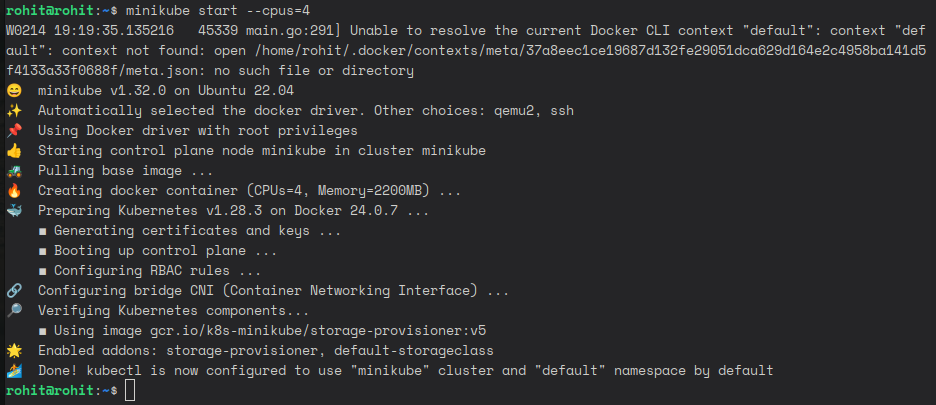 rohit@rohit:~$ minikube start --cpus=4
W0214 19:19:35.135216   45339 main.go:291] Unable to resolve the current Docker CLI context "default": context "def
ault": context not found: open /home/rohit/.docker/contexts/meta/37a8eec1ce19687d132fe29051dca629d164e2c4958ba141d5
f4133a33f0688f/meta.json: no such file or directory
😄  minikube v1.32.0 on Ubuntu 22.04
✨  Automatically selected the docker driver. Other choices: qemu2, ssh
📌  Using Docker driver with root privileges
👍  Starting control plane node minikube in cluster minikube
🚜  Pulling base image ...
🔥  Creating docker container (CPUs=4, Memory=2200MB) ...
🐳  Preparing Kubernetes v1.28.3 on Docker 24.0.7 ...
    ▪ Generating certificates and keys ...
    ▪ Booting up control plane ...
    ▪ Configuring RBAC rules ...
🔗  Configuring bridge CNI (Container Networking Interface) ...
🔎  Verifying Kubernetes components...
    ▪ Using image gcr.io/k8s-minikube/storage-provisioner:v5
🌟  Enabled addons: storage-provisioner, default-storageclass
🏄  Done! kubectl is now configured to use "minikube" cluster and "default" namespace by default
rohit@rohit:~$